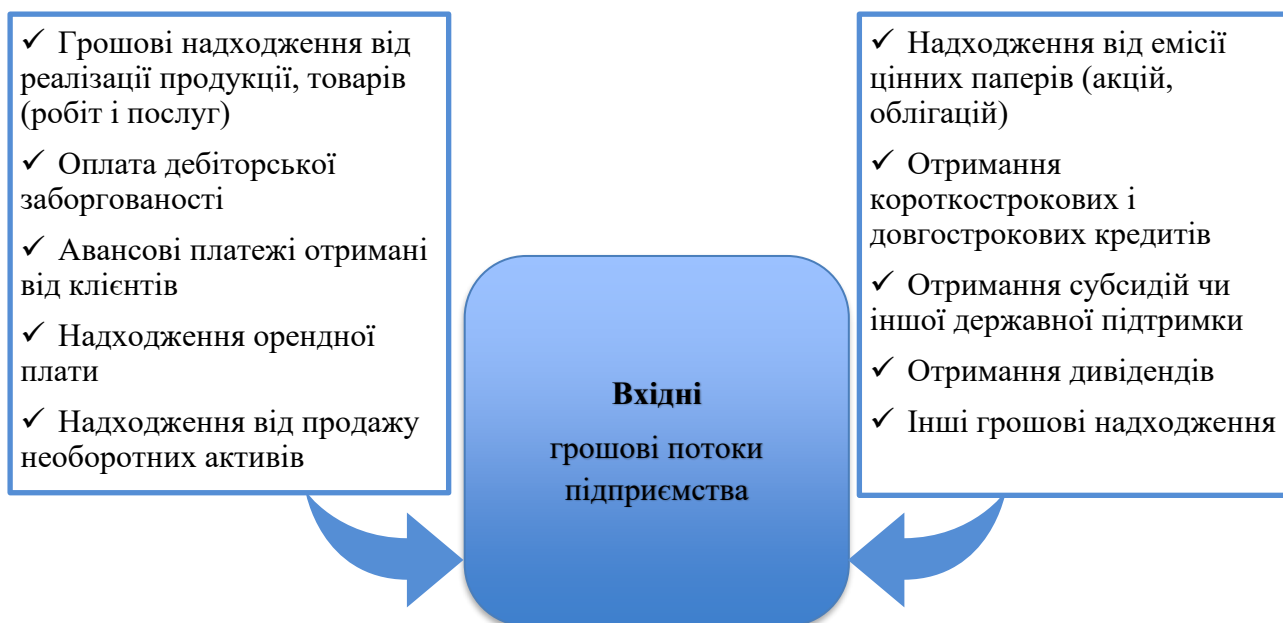 ✓ Грошові надходження від
реалізації продукції, товарів
(робіт і послуг)
✓ Оплата дебіторської
заборгованості
✓ Авансові платежі отримані
від клієнтів
✓ Надходження орендної
плати
✓ Надходження від продажу
необоротних активів
Вхідні
грошові потоки
підприємства
✓ Надходження від емісії
цінних паперів (акцій,
облігацій)
✓ Отримання
короткострокових і
довгострокових кредитів
✓ Отримання субсидій чи
іншої державної підтримки
✓ Отримання дивідендів
✓ Інші грошові надходження